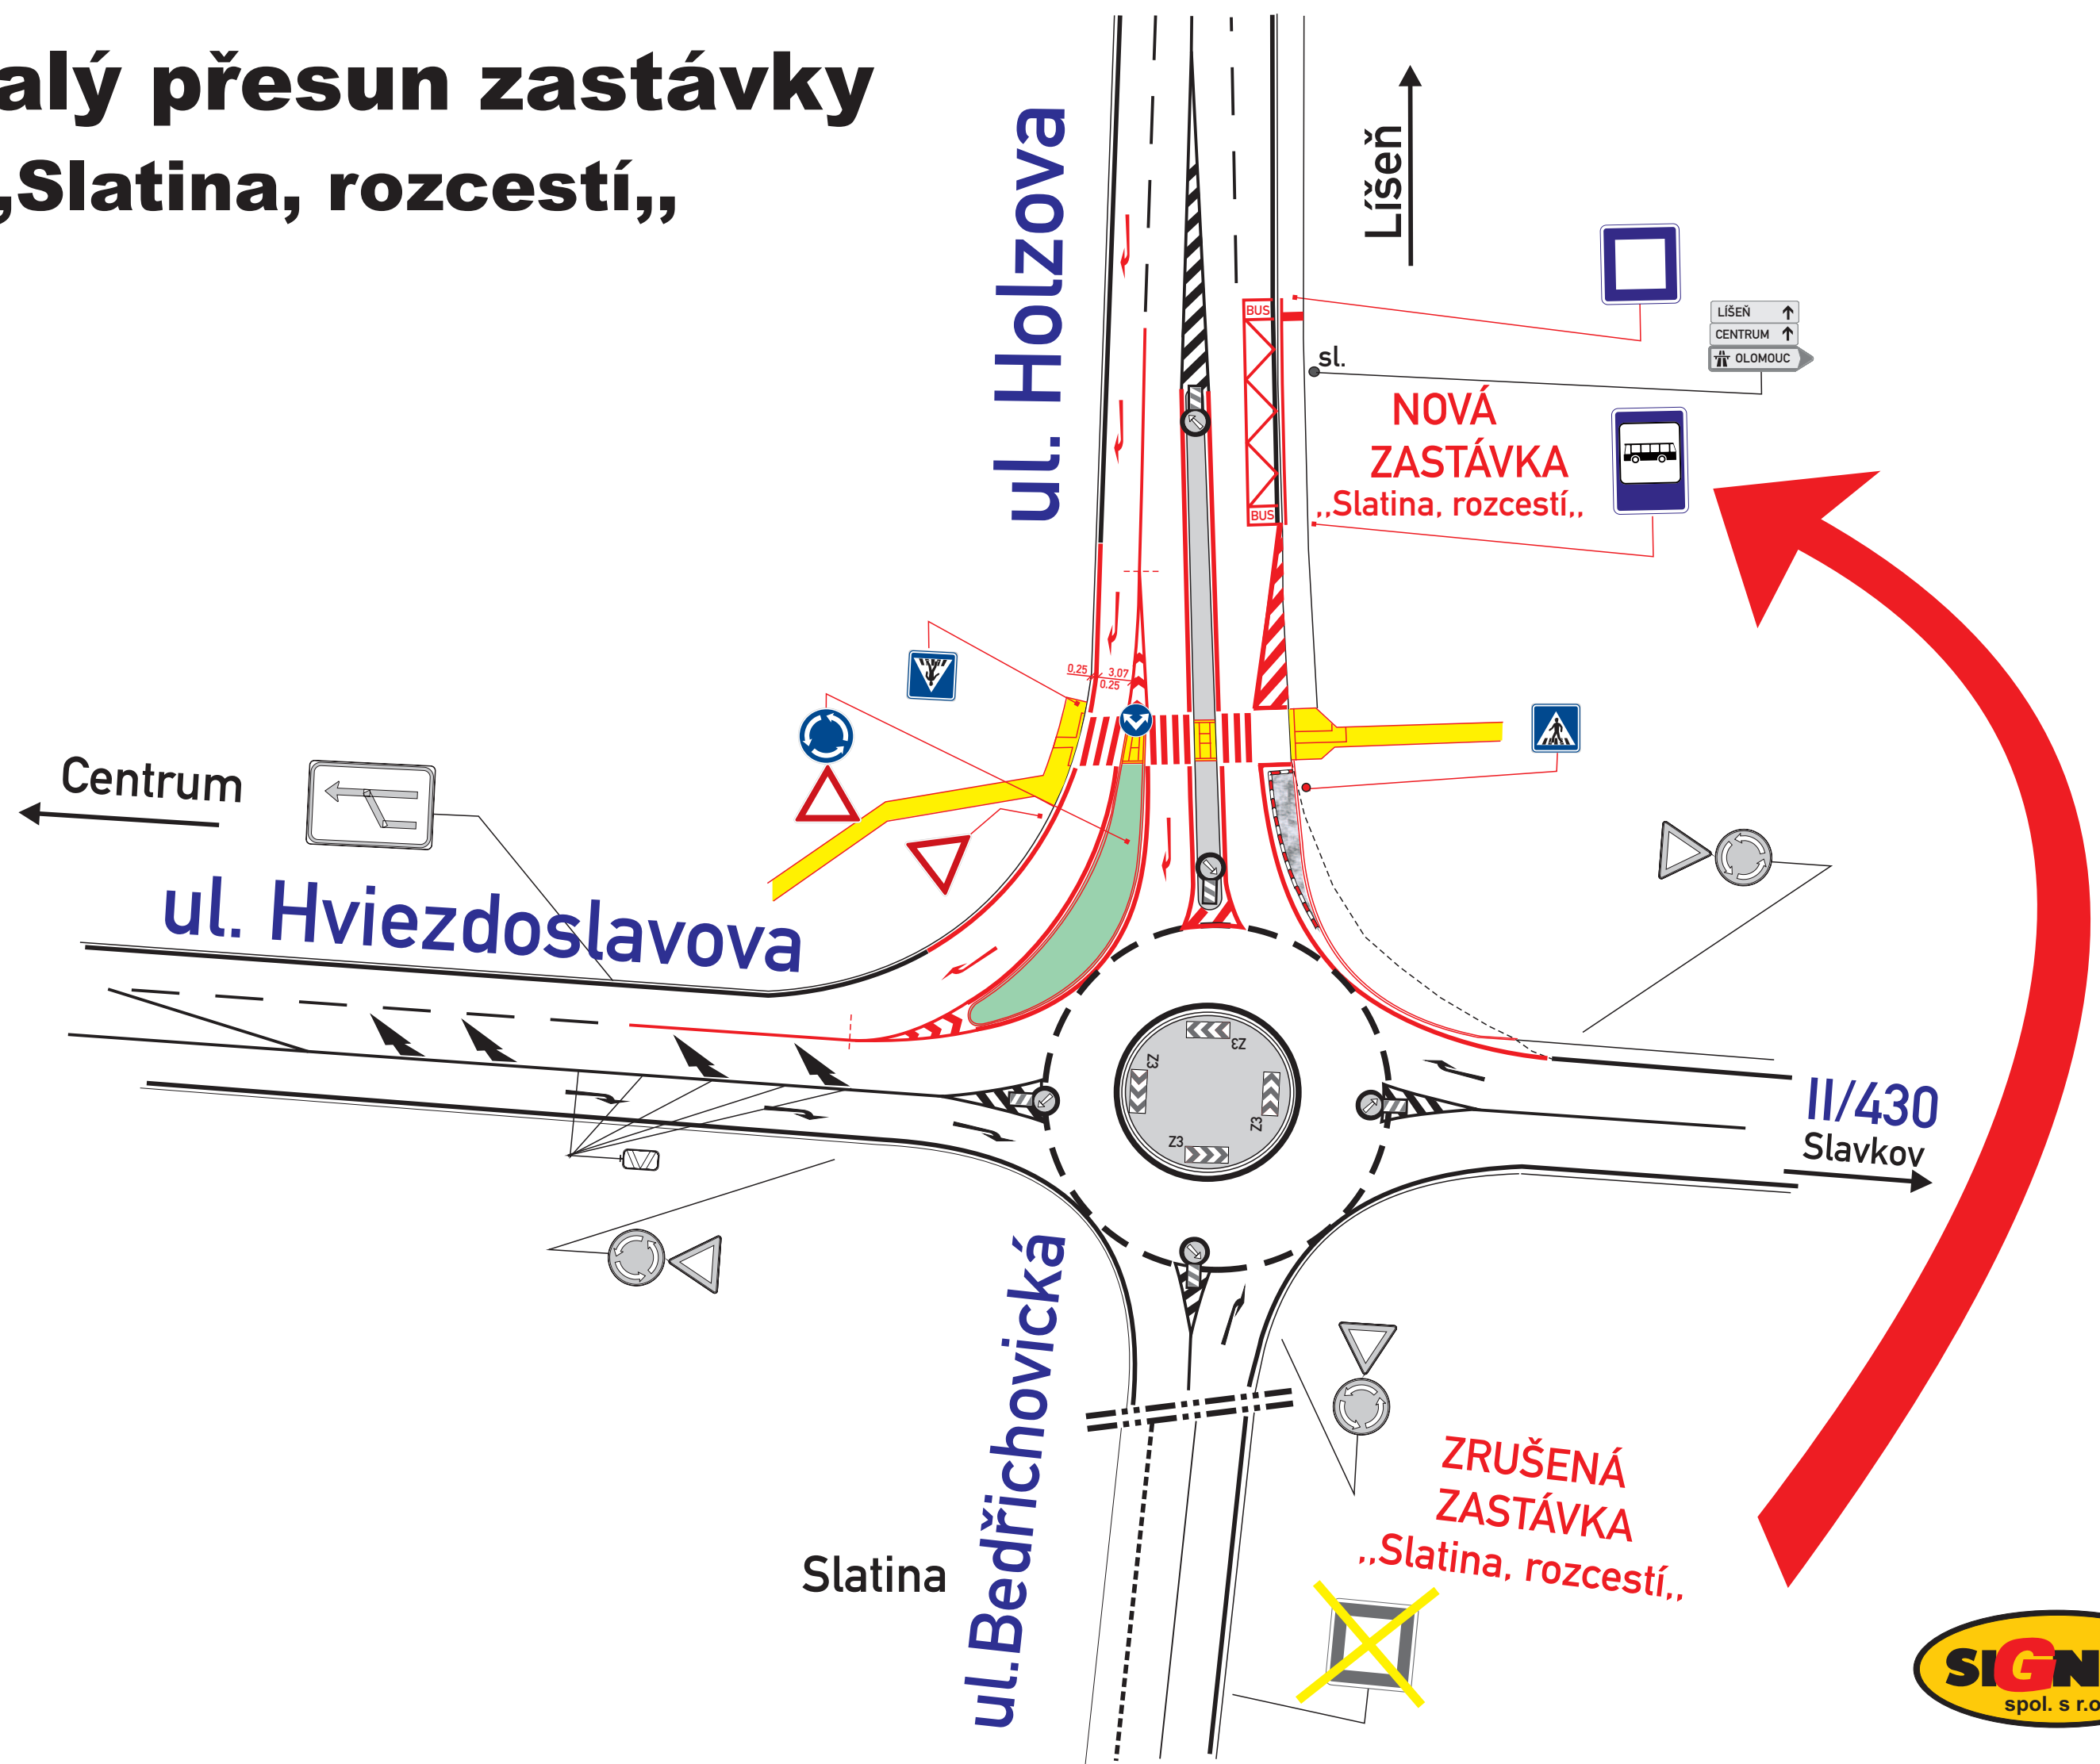 alý přesun zastávky
,,Slatina, rozcestí,,
ul. Holzova
Líšeň
LÍŠEŇ
CENTRUM
OLOMOUC
sl.
BUS
BUS
NOVÁ
ZASTÁVKA
,,Slatina, rozcestí,,
0,25
3,07
0.25
Centrum
ul. Hviezdoslavova
Z3
Z3
Z3
Z3
II/430
Slavkov
ul.Bedřichovická
Slatina
ZRUŠENÁ
ZASTÁVKA
,,Slatina, rozcestí,,
SIGN
spol. s r.o